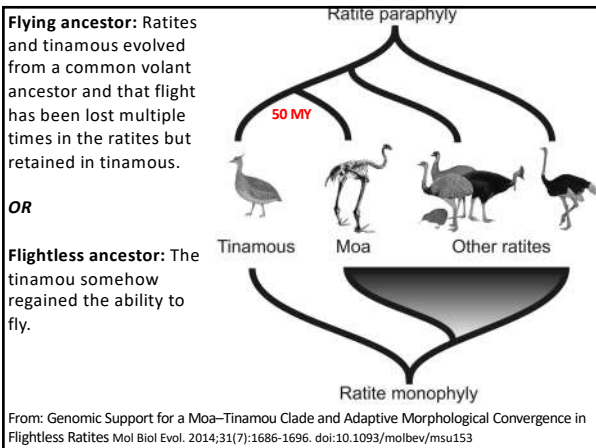 Flying ancestor: Ratites
and tinamous evolved
from a common volant
ancestor and that flight
has been lost multiple
times in the ratites but
retained in tinamous.
OR
Flightless ancestor: The
tinamou somehow
regained the ability to
fly.
Ratite paraphyly
50 MY
Tinamous
Moa
Other ratites
Ratite monophyly
From: Genomic Support for a Moa–Tinamou Clade and Adaptive Morphological Convergence in
Flightless Ratites Mol Biol Evol. 2014;31(7):1686-1696. doi:10.1093/molbev/msu153